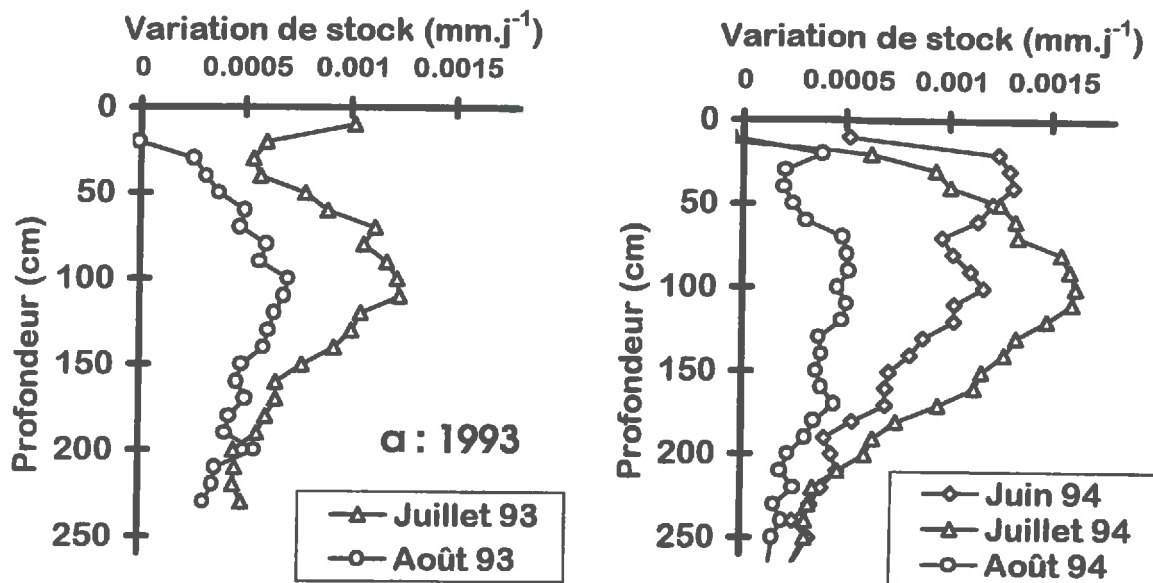 Variation de stock (mm.j⁻¹)
0 0.0005 0.001 0.0015
0
50
100
150
200
250
Profondeur (cm)
a : 1993
Juillet 93
Août 93
Variation de stock (mm.j⁻¹)
0 0.0005 0.001 0.0015
0
50
100
150
200
250
Profondeur (cm)
Juin 94
Juillet 94
Août 94